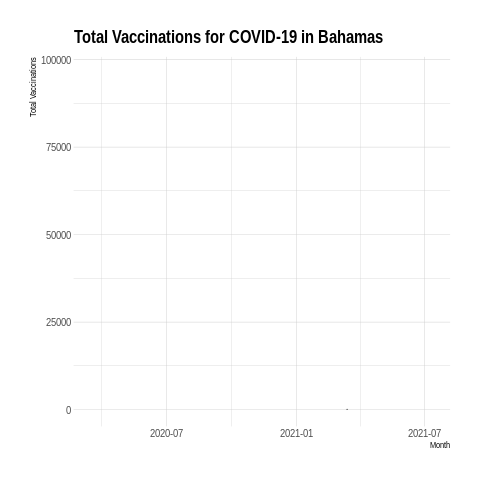 Total Vaccinations for COVID-19 in Bahamas
Total Vaccinations
100000
75000
50000
25000
0
2020-07 2021-01 2021-07
Month